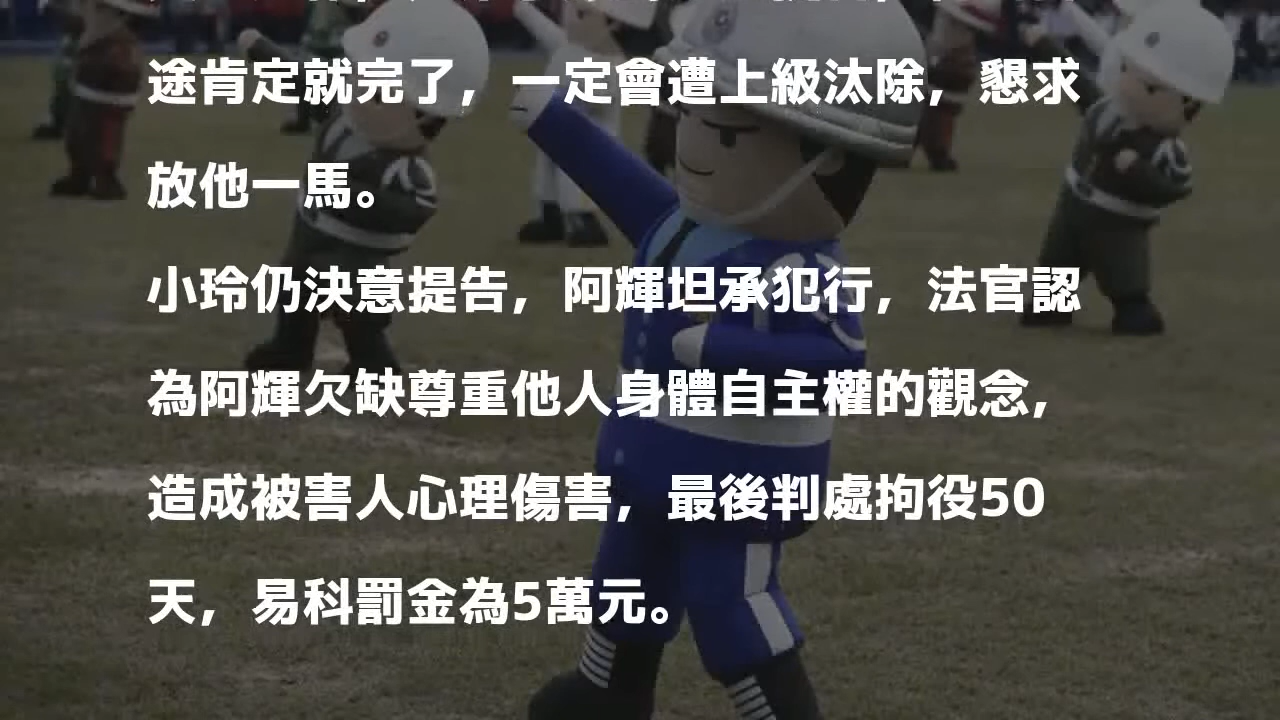 途肯定就完了，一定會遭上級汰除，懇求
放他一馬。
小玲仍決意提告，阿輝坦承犯行，法官認
為阿輝欠缺尊重他人身體自主權的觀念，
造成被害人心理傷害，最後判處拘役50
天，易科罰金為5萬元。